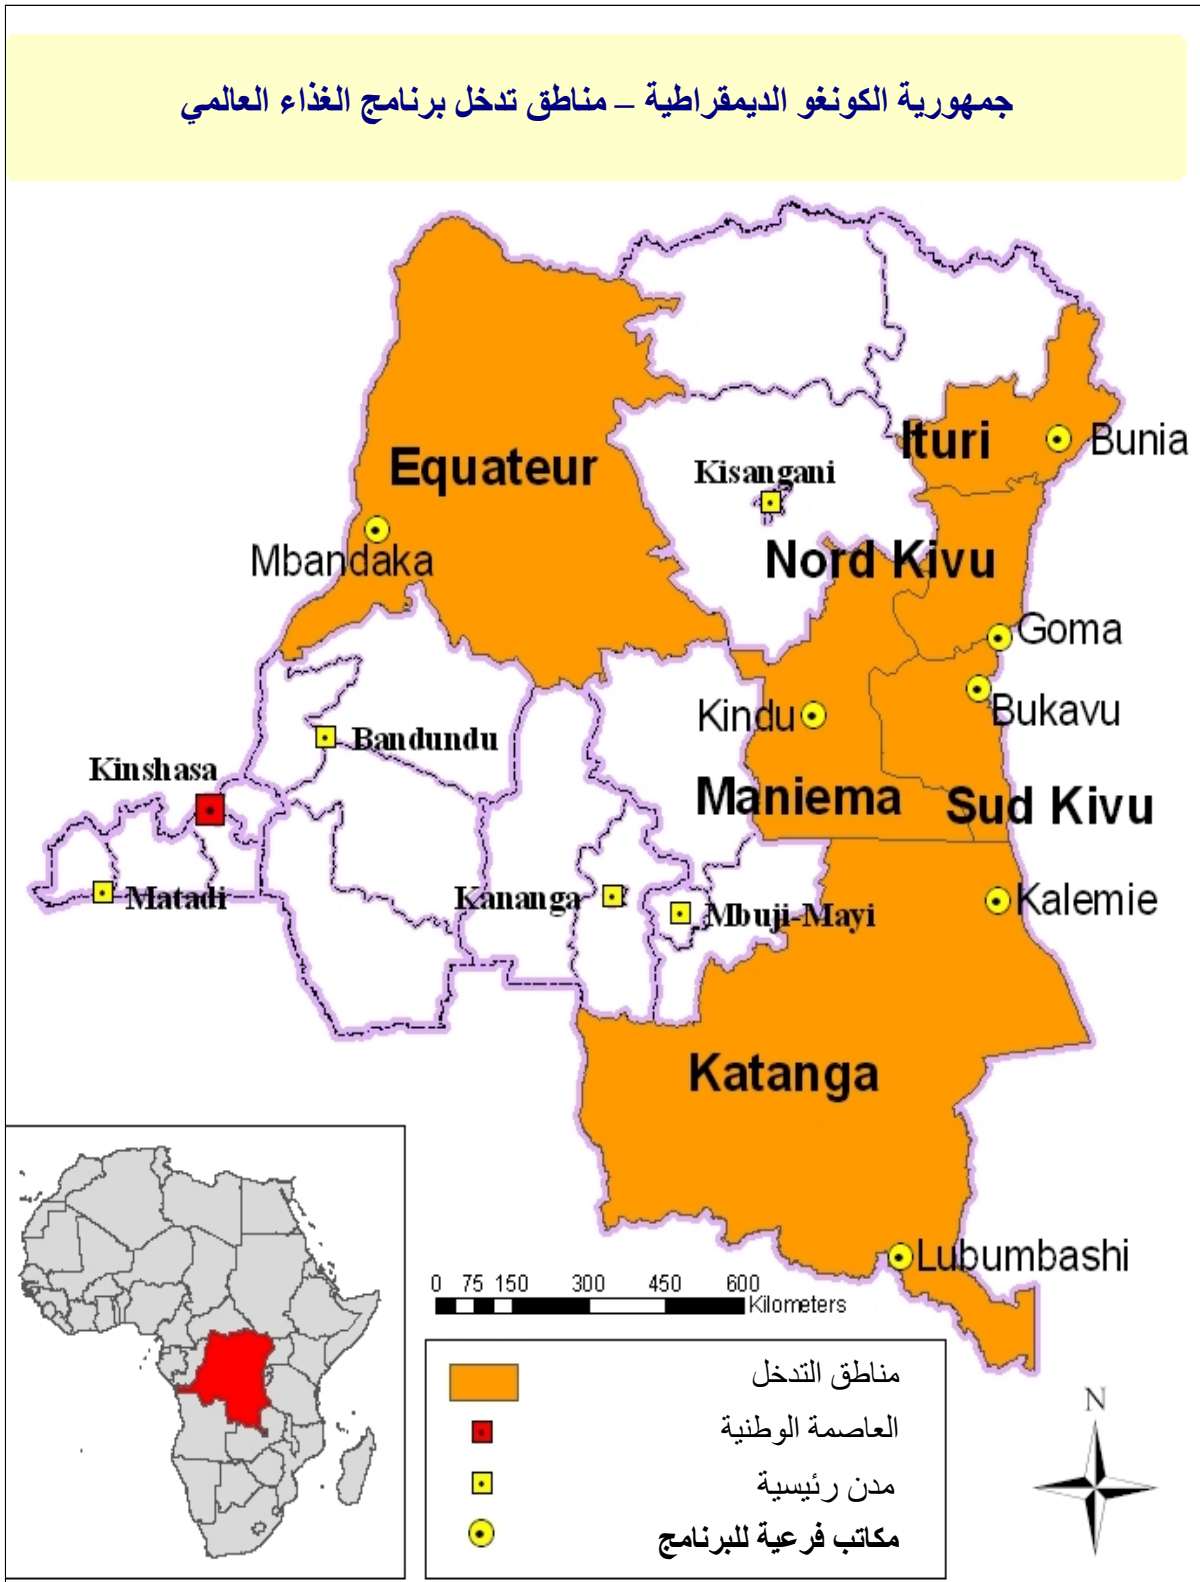 جمهورية الكونغو الديمقراطية – مناطق تدخل برنامج الغذاء العالمي
Ituri
Bunia
Equateur
Kisangani
Mbandaka
Nord Kivu
Goma
Kindu
Bukavu
Bandundu
Kinshasa
Maniema
Sud Kivu
Matadi
Kananga
Mbuji-Mayi
Kalemie
Katanga
Lubumbashi
0 75 150 300 450 600
Kilometers
مناطق التدخل
العاصمة الوطنية
مدن رئيسية
مكاتب فرعية للبرنامج
N